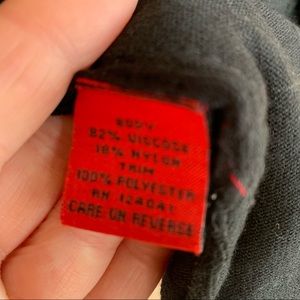 BODY
82% VISCOSE
18% NYLON
TRIM
100% POLYESTER
RN 124041
CARE ON REVERSE